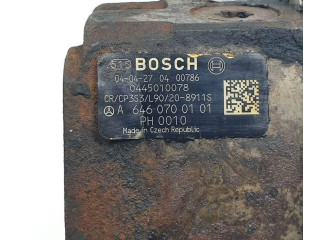 515 BOSCH
04-04-27 04 00786
0445010078
CR/CP3S3/L90/20-8911S
A 646 070 01 01
PH 0010
Made in Czech Republic